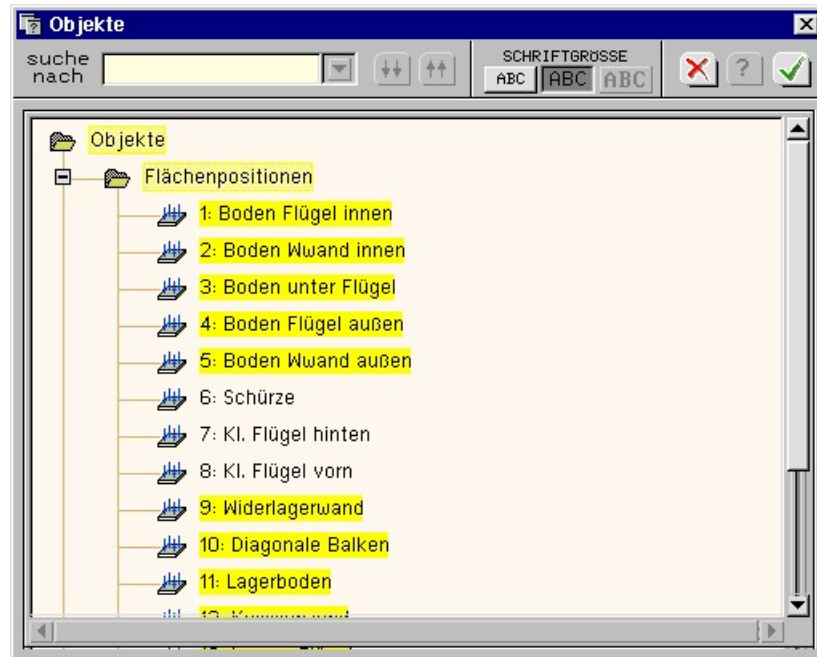 Objekte
suche
nach
SCHRIFTGRÖSSE
ABC ABC ABC
?
Objekte
Flächenpositionen
1: Boden Flügel innen
2: Boden Wwand innen
3: Boden unter Flügel
4: Boden Flügel außen
5: Boden Wwand außen
6: Schürze
7: Kl. Flügel hinten
8: Kl. Flügel vorn
9: Widerlagerwand
10: Diagonale Balken
11: Lagerboden